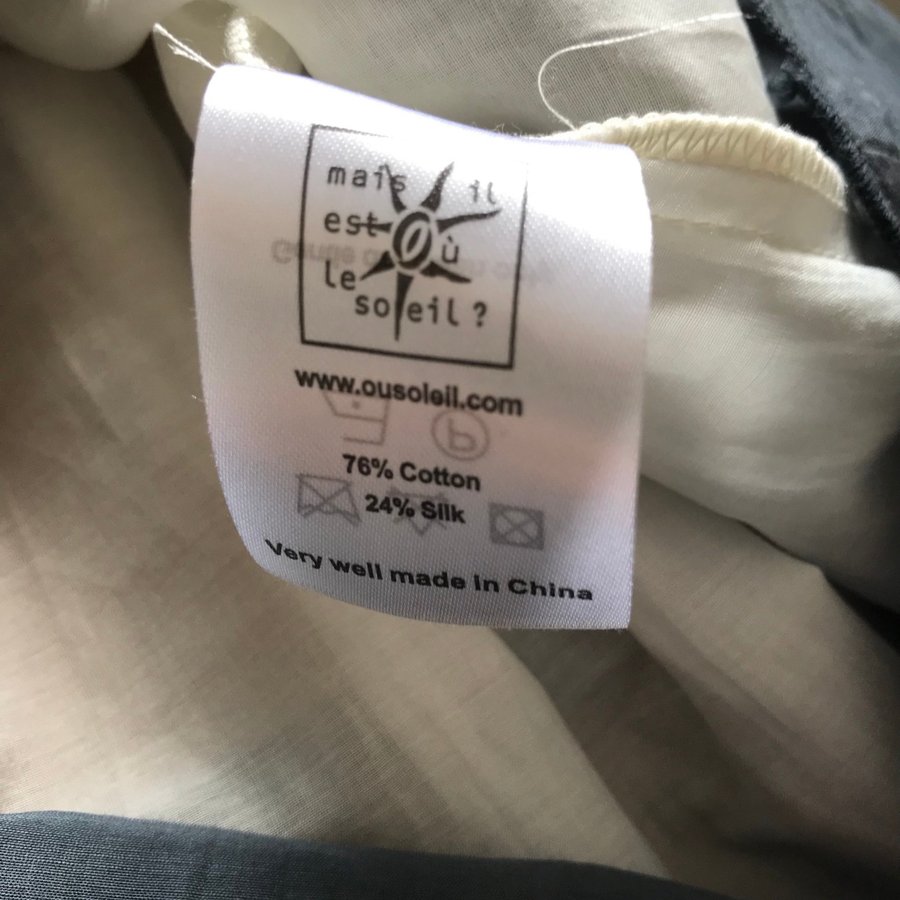 mais il
est Où
le
soleil ?
www.ousoleil.com
76% Cotton
24% Silk
Very well made in China